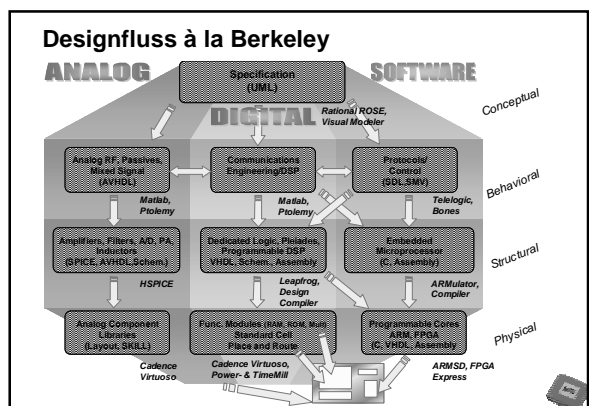 Designfluss à la Berkeley
ANALOG
SOFTWARE
Specification
(UML)
DIGITAL
Rational ROSE,
Visual Modeler
Conceptual
Analog RF, Passives,
Mixed Signal
(AVHDL)
Communications
Engineering/DSP
Protocols/
Control
(SDL,SMV)
Behavioral
Matlab,
Ptolemy
Matlab,
Ptolemy
Telelogic,
Bones
Amplifiers, Filters, A/D, PA,
Inductors
(SPICE, AVHDL,Schem.)
Dedicated Logic, Pleiades,
Programmable DSP
VHDL, Schem., Assembly
Embedded
Microprocessor
(C, Assembly)
Structural
HSPICE
Leapfrog,
Design
Compiler
ARMulator,
Compiler
Analog Component
Libraries
(Layout, SKILL)
Func. Modules (RAM, ROM, Mult)
Standard Cell
Place and Route
Programmable Cores
ARM, FPGA
(C, VHDL, Assembly
Physical
Cadence
Virtuoso
Cadence Virtuoso,
Power- & TimeMill
ARMSD, FPGA
Express